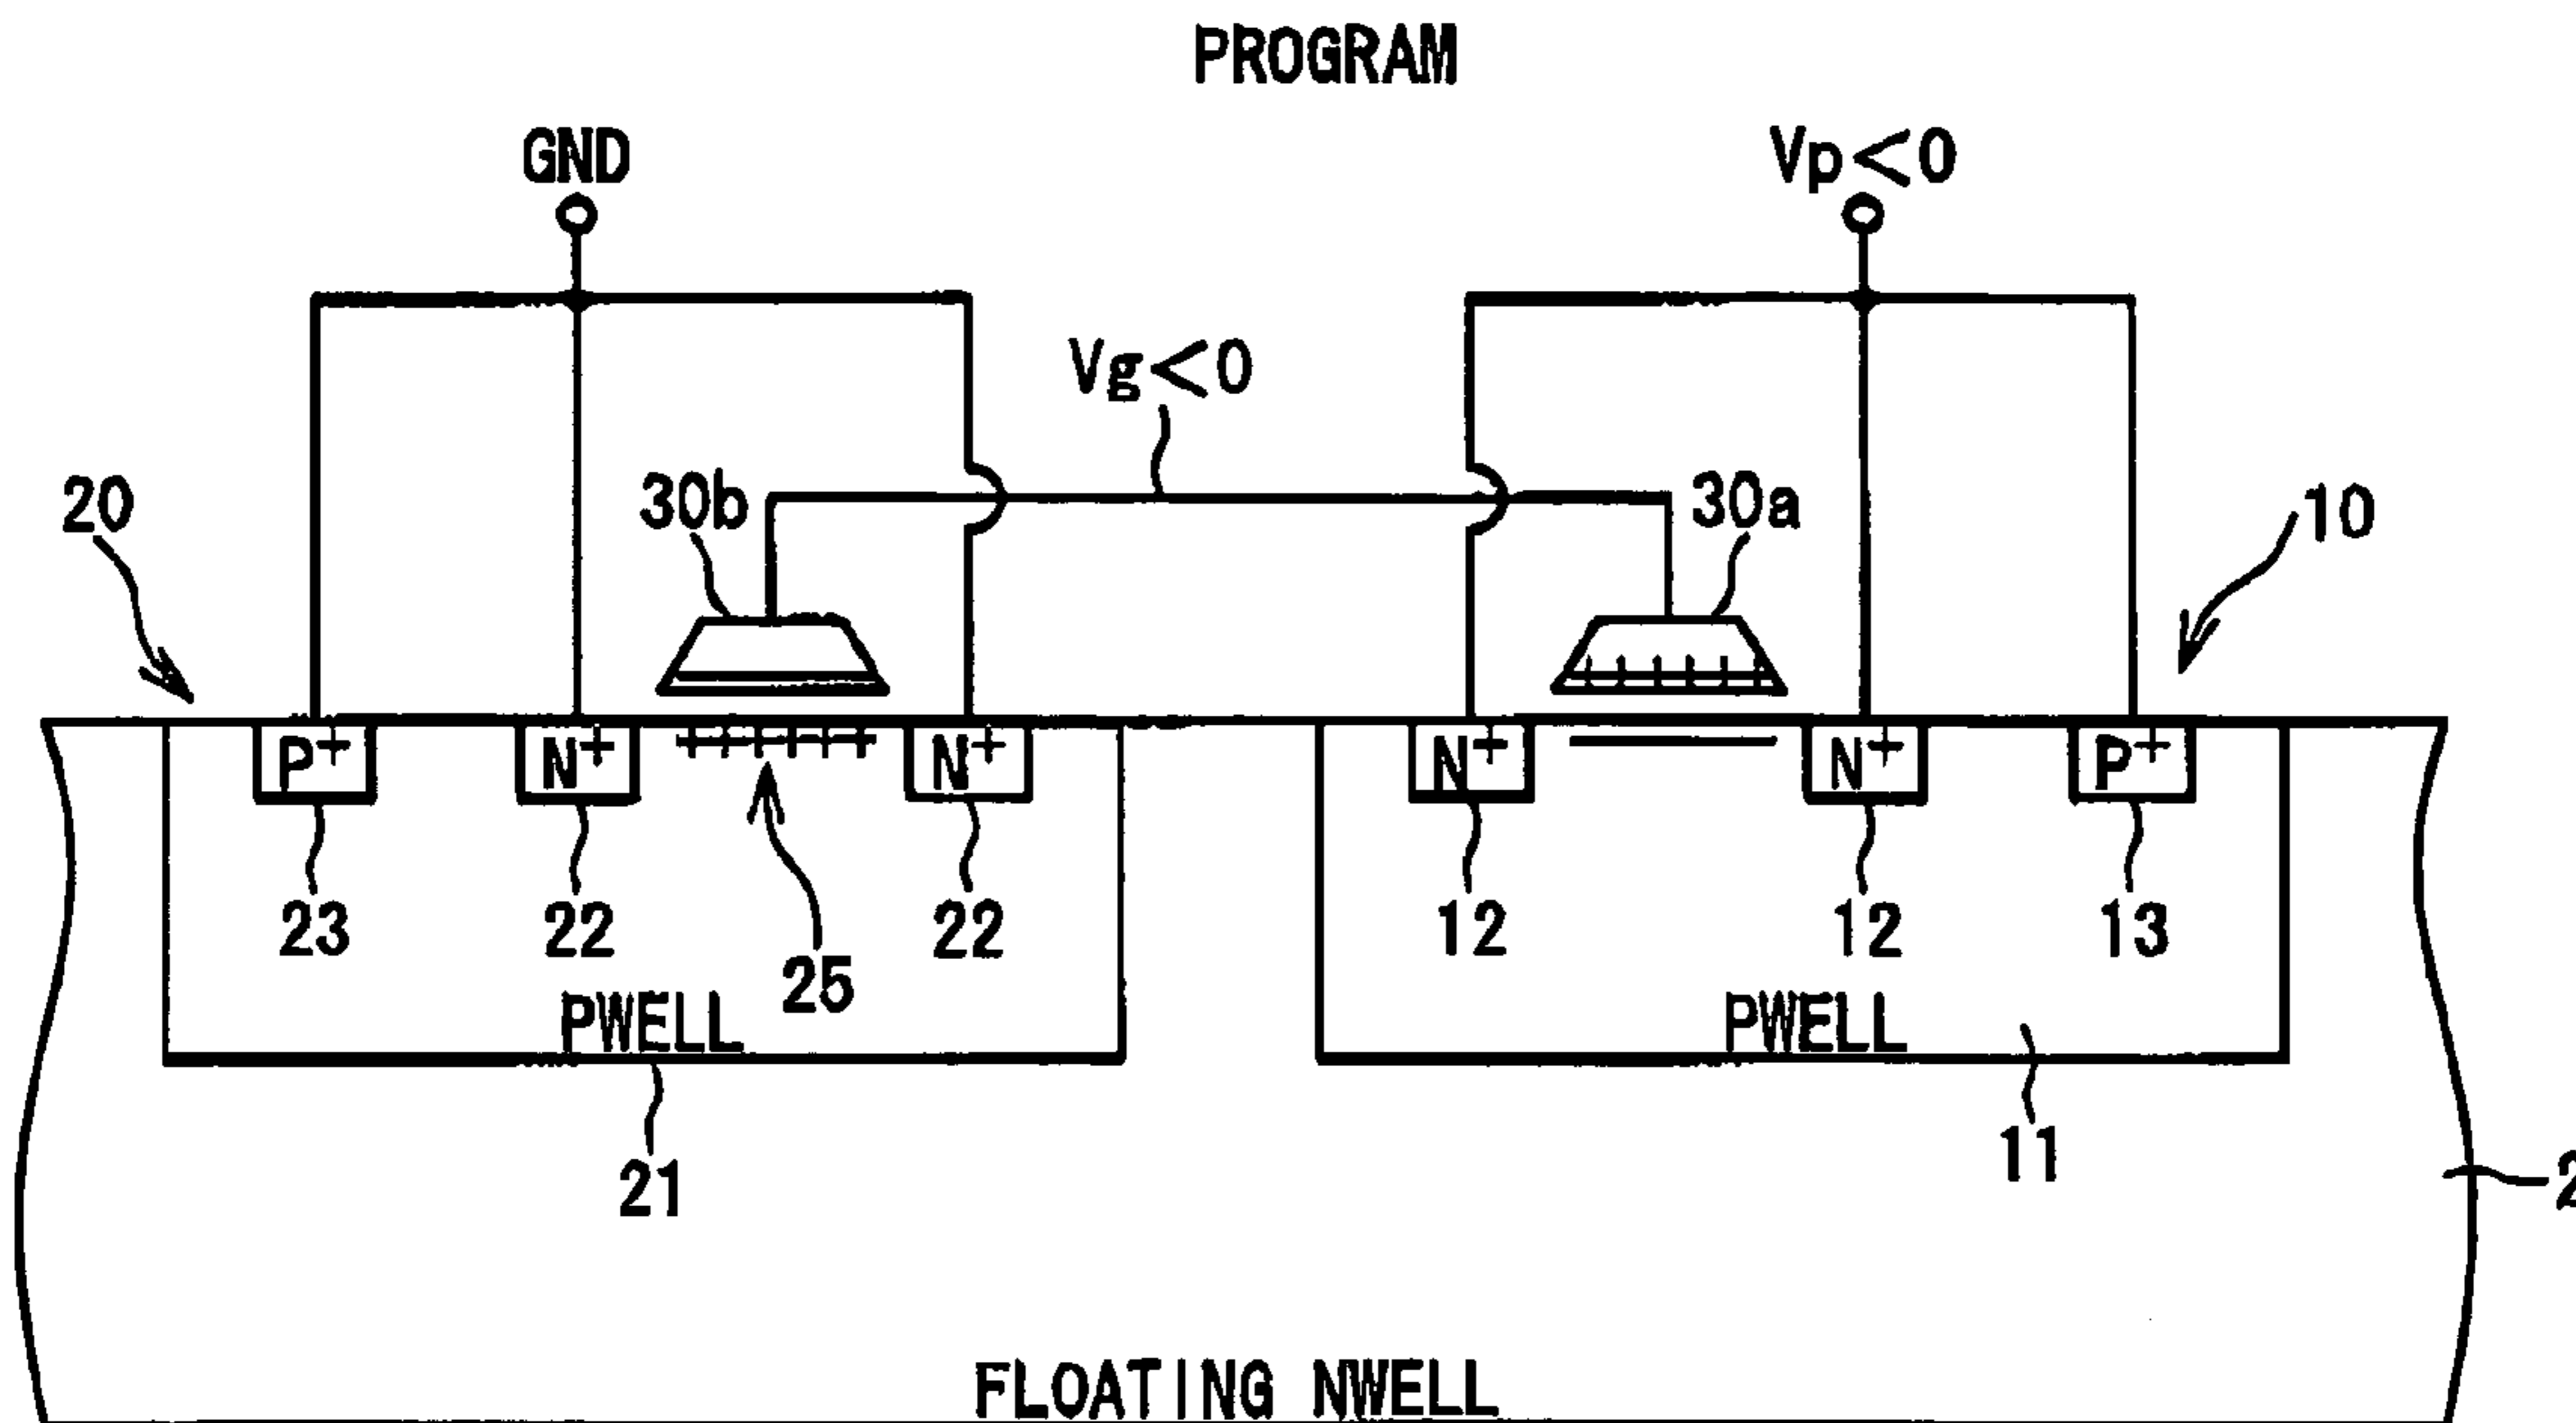 PROGRAM
GND
Vp<0
Vg<0
20
30b
30a
10
P+
N+
N+
N+
N+
P+
23
22
22
12
12
13
25
PWELL
PWELL
21
11
2
FLOATING NWELL